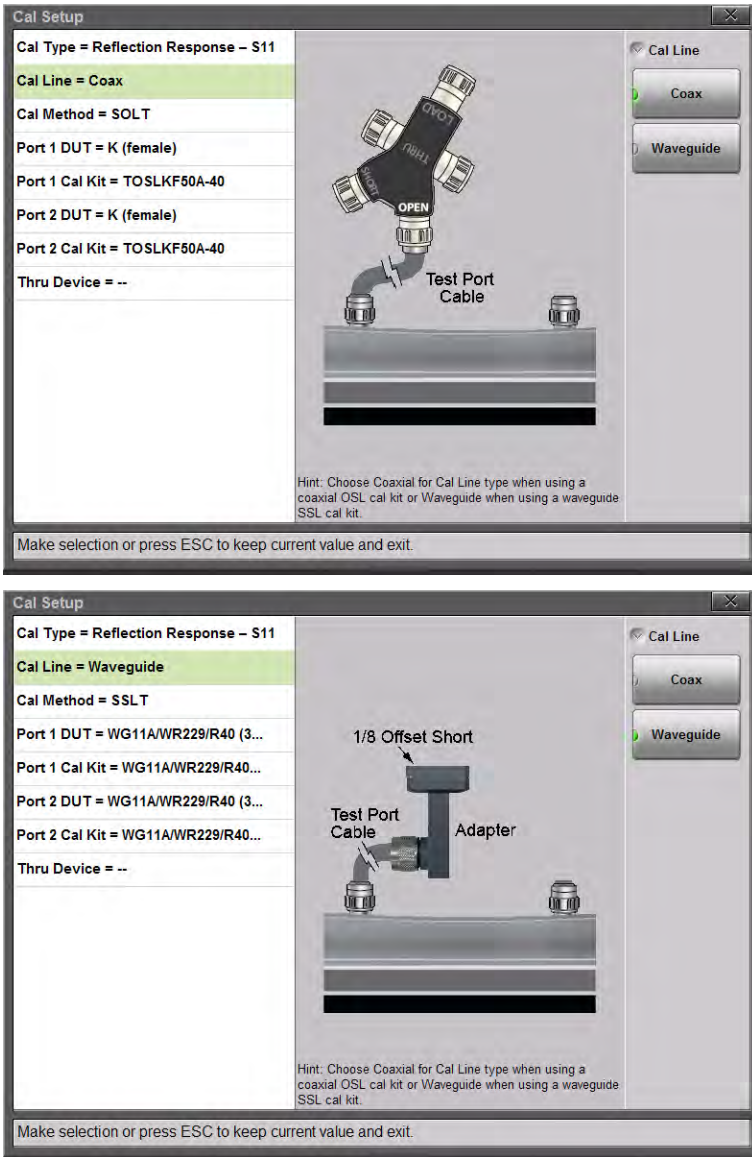 Cal Setup
Cal Type = Reflection Response – S11
Cal Line = Coax
Cal Method = SOLT
Port 1 DUT = K (female)
Port 1 Cal Kit = TOSLKF50A-40
Port 2 DUT = K (female)
Port 2 Cal Kit = TOSLKF50A-40
Thru Device = --
LOAD
THRU
SHORT
OPEN
Test Port
Cable
Hint: Choose Coaxial for Cal Line type when using a
coaxial OSL cal kit or Waveguide when using a waveguide
SSL cal kit.
Cal Line
Coax
Waveguide
Make selection or press ESC to keep current value and exit.
Cal Setup
Cal Type = Reflection Response – S11
Cal Line = Waveguide
Cal Method = SSLT
Port 1 DUT = WG11A/WR229/R40 (3...
Port 1 Cal Kit = WG11A/WR229/R40...
Port 2 DUT = WG11A/WR229/R40 (3...
Port 2 Cal Kit = WG11A/WR229/R40...
Thru Device = --
1/8 Offset Short
Test Port
Cable
Adapter
Hint: Choose Coaxial for Cal Line type when using a
coaxial OSL cal kit or Waveguide when using a waveguide
SSL cal kit.
Cal Line
Coax
Waveguide
Make selection or press ESC to keep current value and exit.